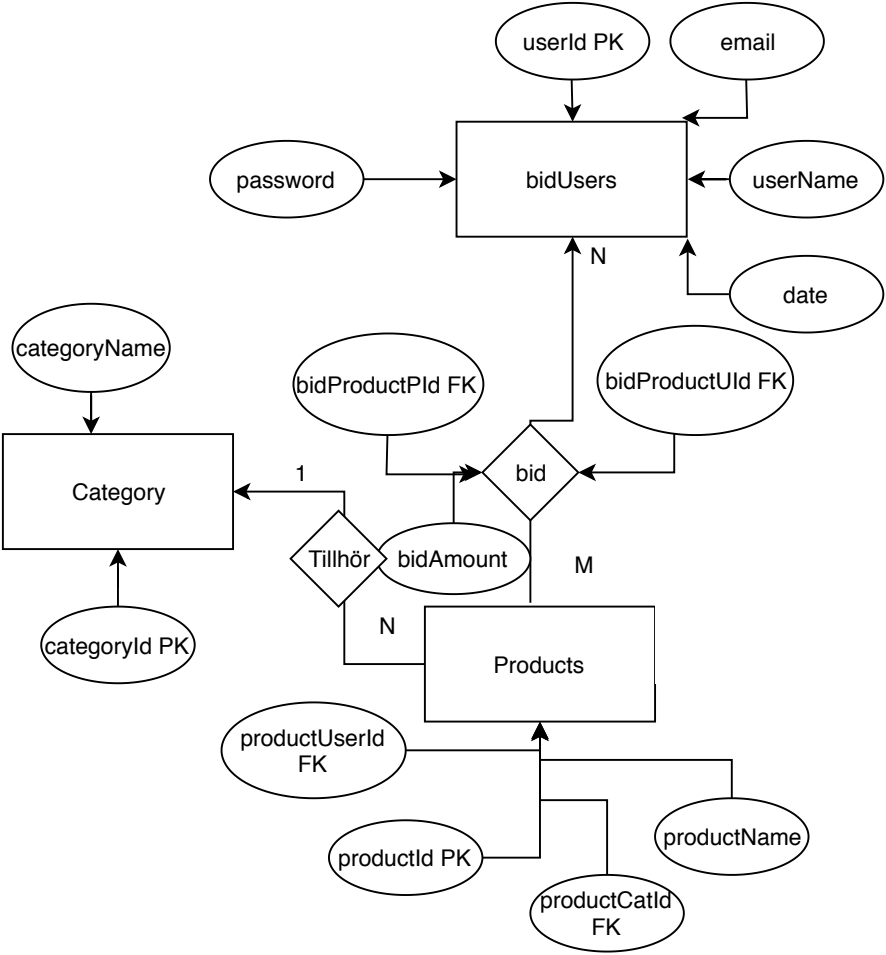 userId PK
email
password
bidUsers
userName
N
date
categoryName
bidProductPId FK
bidProductUId FK
Category
1
bid
Tillhör
bidAmount
M
N
categoryId PK
Products
productUserId
FK
productName
productId PK
productCatId
FK